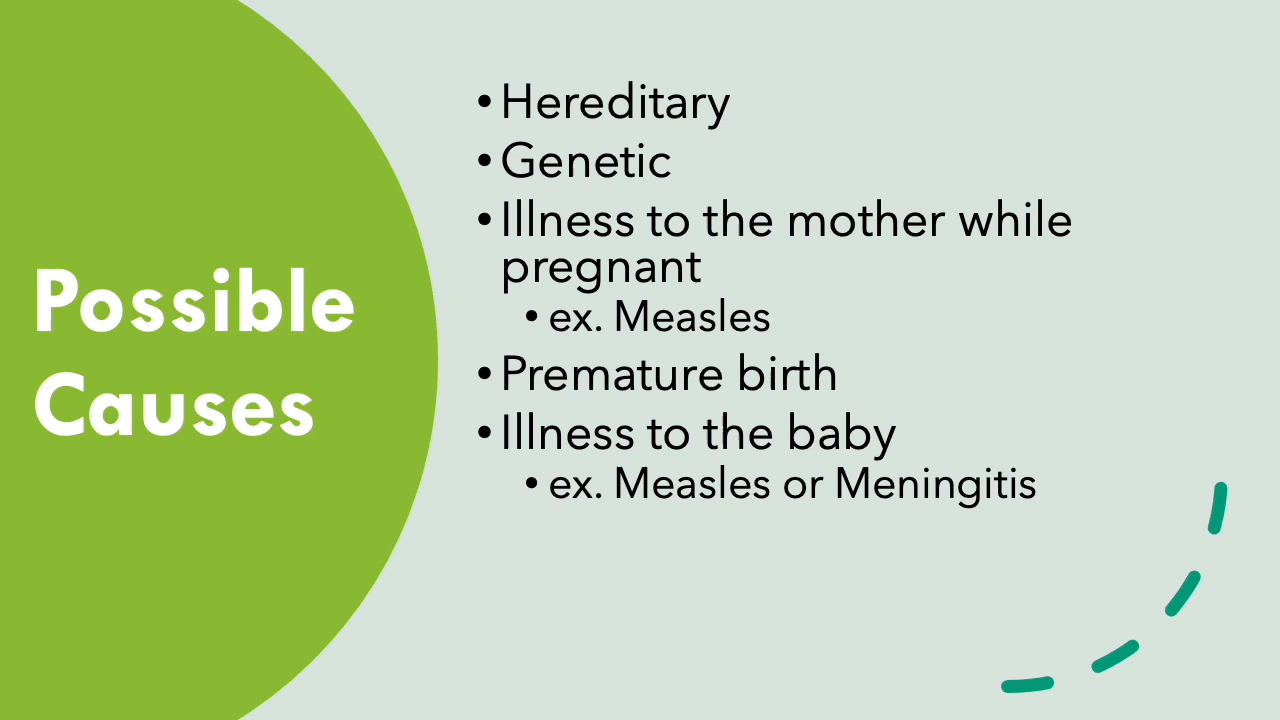 Possible
Causes
• Hereditary
• Genetic
• Illness to the mother while
pregnant
• ex. Measles
• Premature birth
• Illness to the baby
• ex. Measles or Meningitis